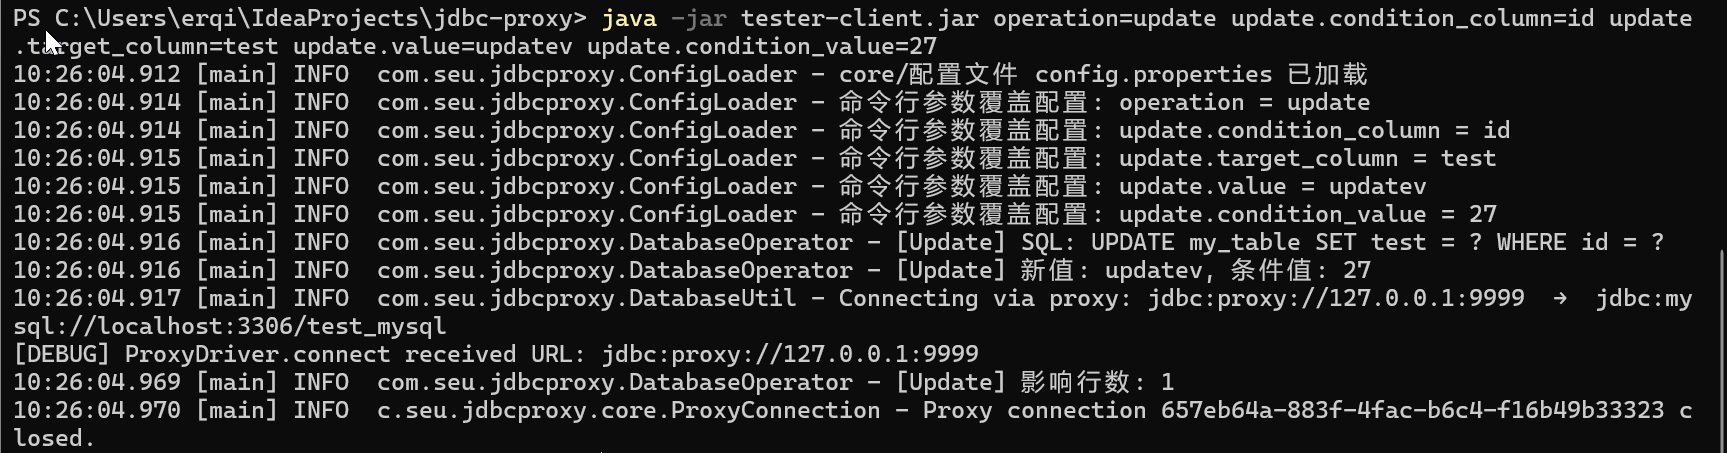 PS C:\Users\erqi\IdeaProjects\jdbc-proxy> java -jar tester-client.jar operation=update update.condition_column=id update
.target_column=test update.value=updatev update.condition_value=27
10:26:04.912 [main] INFO  com.seu.jdbcproxy.ConfigLoader - core/配置文件 config.properties 已加载
10:26:04.914 [main] INFO  com.seu.jdbcproxy.ConfigLoader - 命令行参数覆盖配置: operation = update
10:26:04.914 [main] INFO  com.seu.jdbcproxy.ConfigLoader - 命令行参数覆盖配置: update.condition_column = id
10:26:04.915 [main] INFO  com.seu.jdbcproxy.ConfigLoader - 命令行参数覆盖配置: update.target_column = test
10:26:04.915 [main] INFO  com.seu.jdbcproxy.ConfigLoader - 命令行参数覆盖配置: update.value = updatev
10:26:04.915 [main] INFO  com.seu.jdbcproxy.ConfigLoader - 命令行参数覆盖配置: update.condition_value = 27
10:26:04.916 [main] INFO  com.seu.jdbcproxy.DatabaseOperator - [Update] SQL: UPDATE my_table SET test = ? WHERE id = ?
10:26:04.916 [main] INFO  com.seu.jdbcproxy.DatabaseOperator - [Update] 新值: updatev, 条件值: 27
10:26:04.917 [main] INFO  com.seu.jdbcproxy.DatabaseUtil - Connecting via proxy: jdbc:proxy://127.0.0.1:9999  →  jdbc:my
sql://localhost:3306/test_mysql
[DEBUG] ProxyDriver.connect received URL: jdbc:proxy://127.0.0.1:9999
10:26:04.969 [main] INFO  com.seu.jdbcproxy.DatabaseOperator - [Update] 影响行数: 1
10:26:04.970 [main] INFO  c.seu.jdbcproxy.core.ProxyConnection - Proxy connection 657eb64a-883f-4fac-b6c4-f16b49b33323 c
losed.